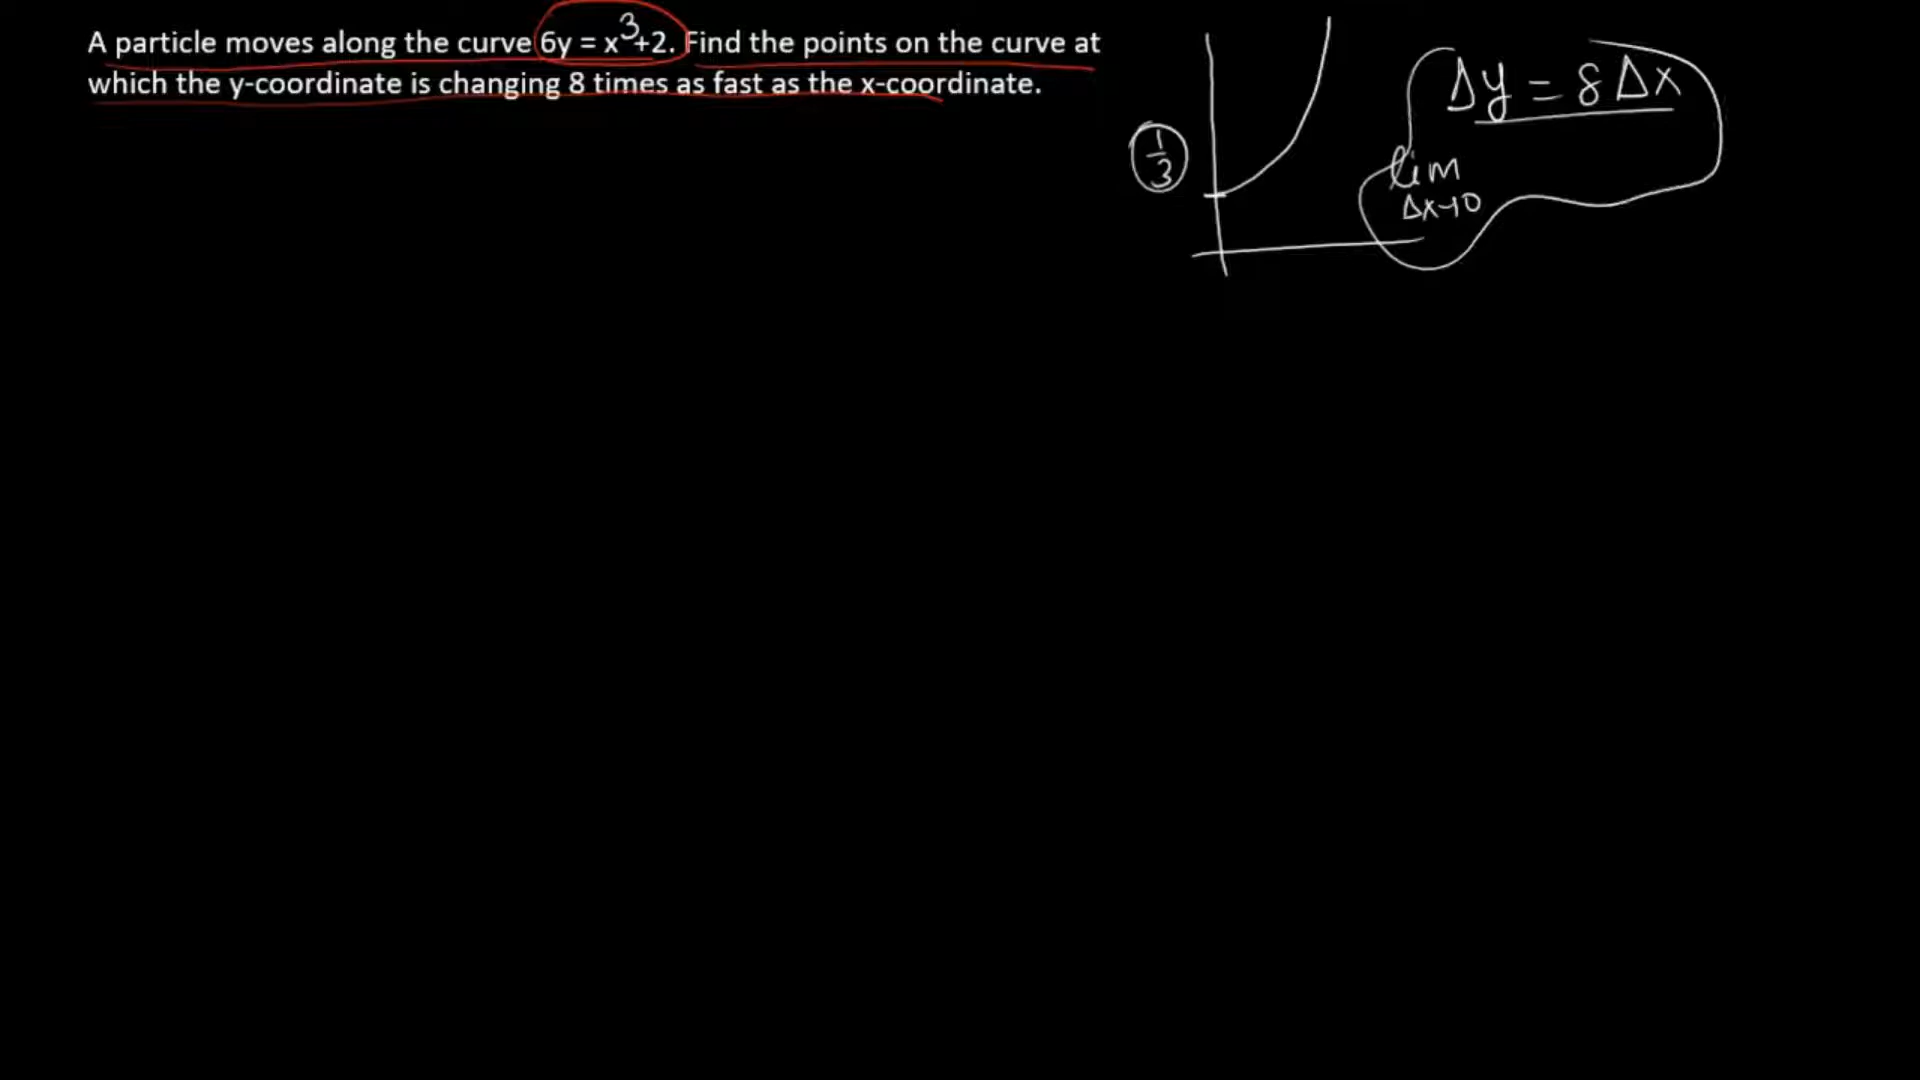 A particle moves along the curve 6y = x³+2. Find the points on the curve at
which the y-coordinate is changing 8 times as fast as the x-coordinate.
Δy = 8Δx
1/3
lim
Δx→0